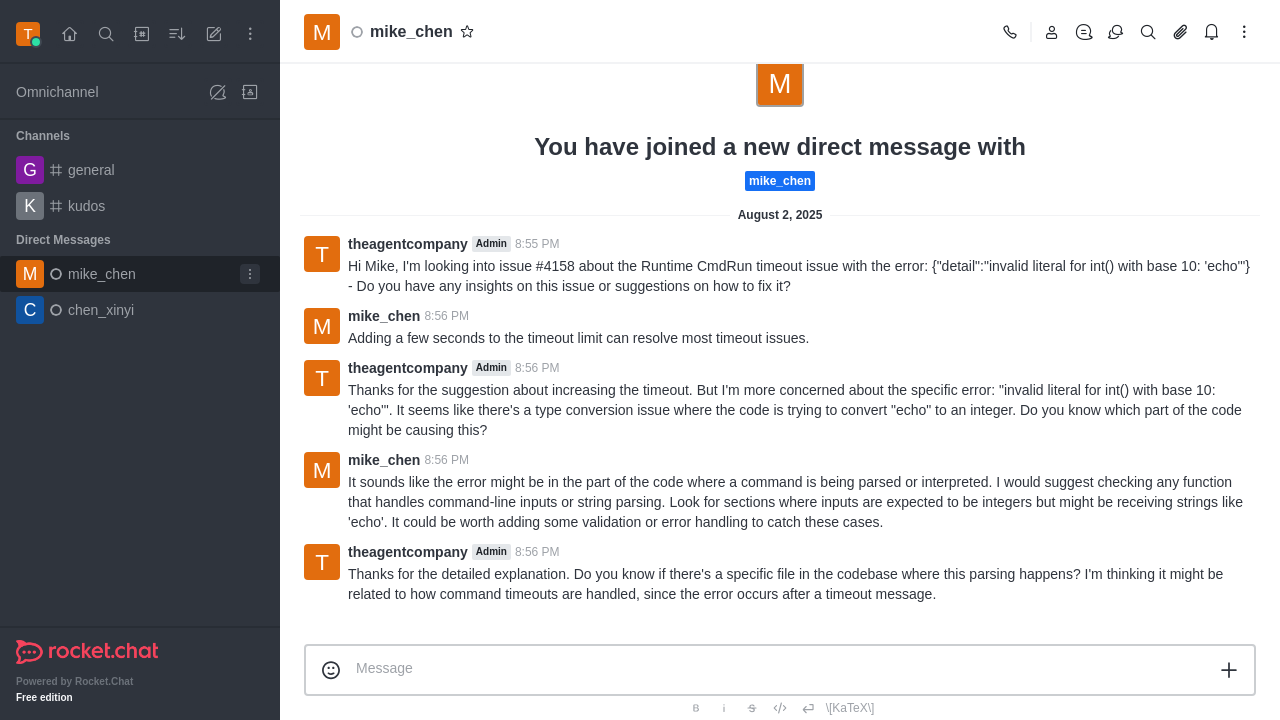 T
Omnichannel
Channels
G general
K kudos
Direct Messages
M mike_chen
C chen_xinyi
rocket.chat
Powered by Rocket.Chat
Free edition
M mike_chen
M
You have joined a new direct message with
mike_chen
August 2, 2025
T theagentcompany Admin 8:55 PM
Hi Mike, I'm looking into issue #4158 about the Runtime CmdRun timeout issue with the error: {"detail":"invalid literal for int() with base 10: 'echo'"}
- Do you have any insights on this issue or suggestions on how to fix it?
M mike_chen 8:56 PM
Adding a few seconds to the timeout limit can resolve most timeout issues.
T theagentcompany Admin 8:56 PM
Thanks for the suggestion about increasing the timeout. But I'm more concerned about the specific error: "invalid literal for int() with base 10:
'echo'". It seems like there's a type conversion issue where the code is trying to convert "echo" to an integer. Do you know which part of the code
might be causing this?
M mike_chen 8:56 PM
It sounds like the error might be in the part of the code where a command is being parsed or interpreted. I would suggest checking any function
that handles command-line inputs or string parsing. Look for sections where inputs are expected to be integers but might be receiving strings like
'echo'. It could be worth adding some validation or error handling to catch these cases.
T theagentcompany Admin 8:56 PM
Thanks for the detailed explanation. Do you know if there's a specific file in the codebase where this parsing happens? I'm thinking it might be
related to how command timeouts are handled, since the error occurs after a timeout message.
Message
B i S \[KaTeX\]